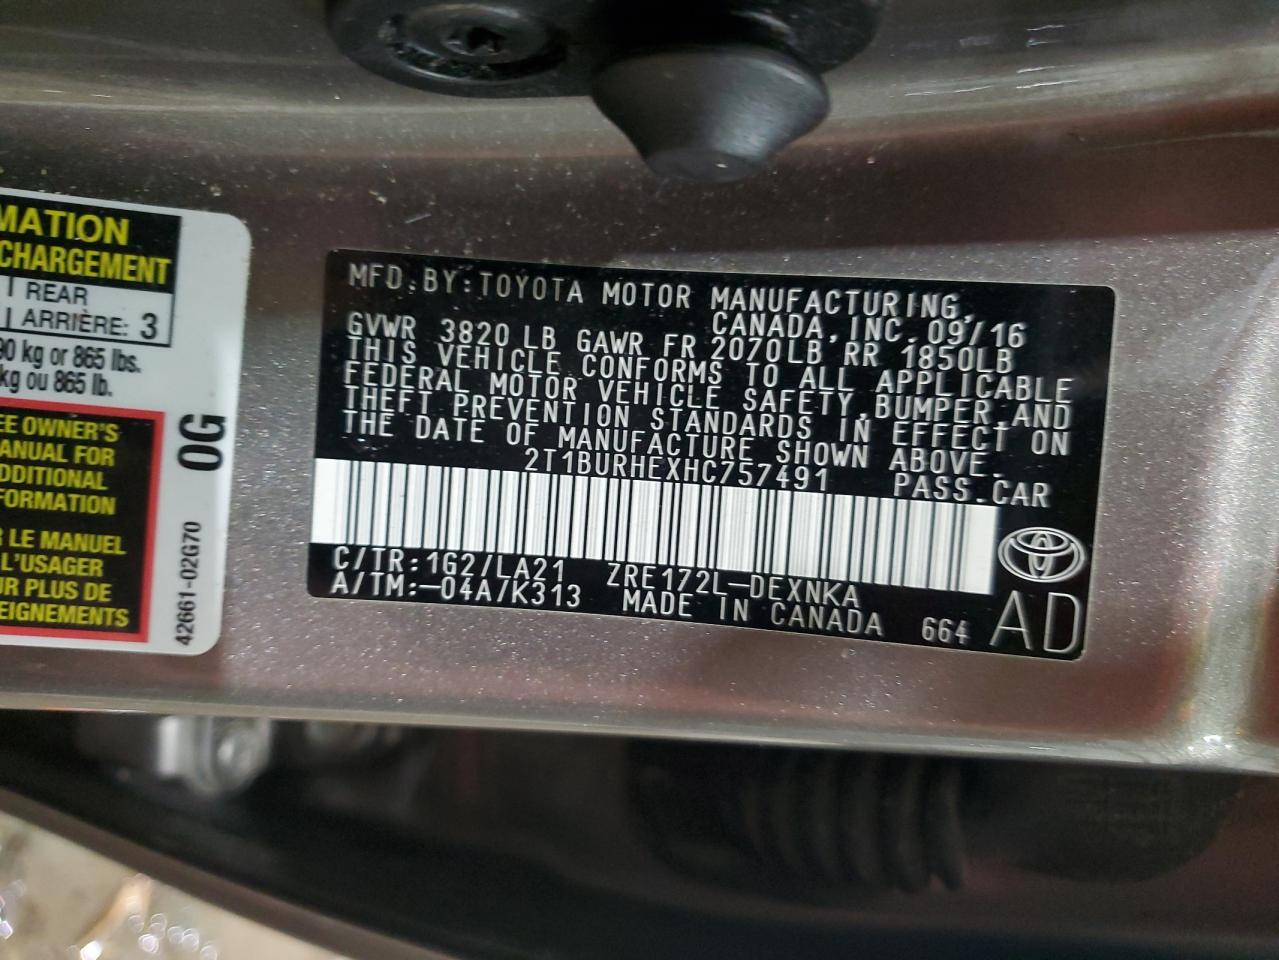 MATION
CHARGEMENT
REAR
ARRIÈRE: 3
90 kg or 865 lbs.
kg ou 865 lb.
EE OWNER'S
ANUAL FOR
DDITIONAL
FORMATION
R LE MANUEL
L'USAGER
UR PLUS DE
EIGNEMENTS
0G
42661-02G70
MFD.BY:TOYOTA MOTOR MANUFACTURING,
CANADA,INC.09/16
GVWR 3820 LB GAWR FR 2070LB RR 1850LB
THIS VEHICLE CONFORMS TO ALL APPLICABLE
FEDERAL MOTOR VEHICLE SAFETY,BUMPER,AND
THEFT PREVENTION STANDARDS IN EFFECT ON
THE DATE OF MANUFACTURE SHOWN ABOVE.
2T1BURHEXHC757491 PASS.CAR
C/TR:1G2/LA21 ZRE172L-DEXNKA
A/TM:-04A/K313 MADE IN CANADA 664 AD